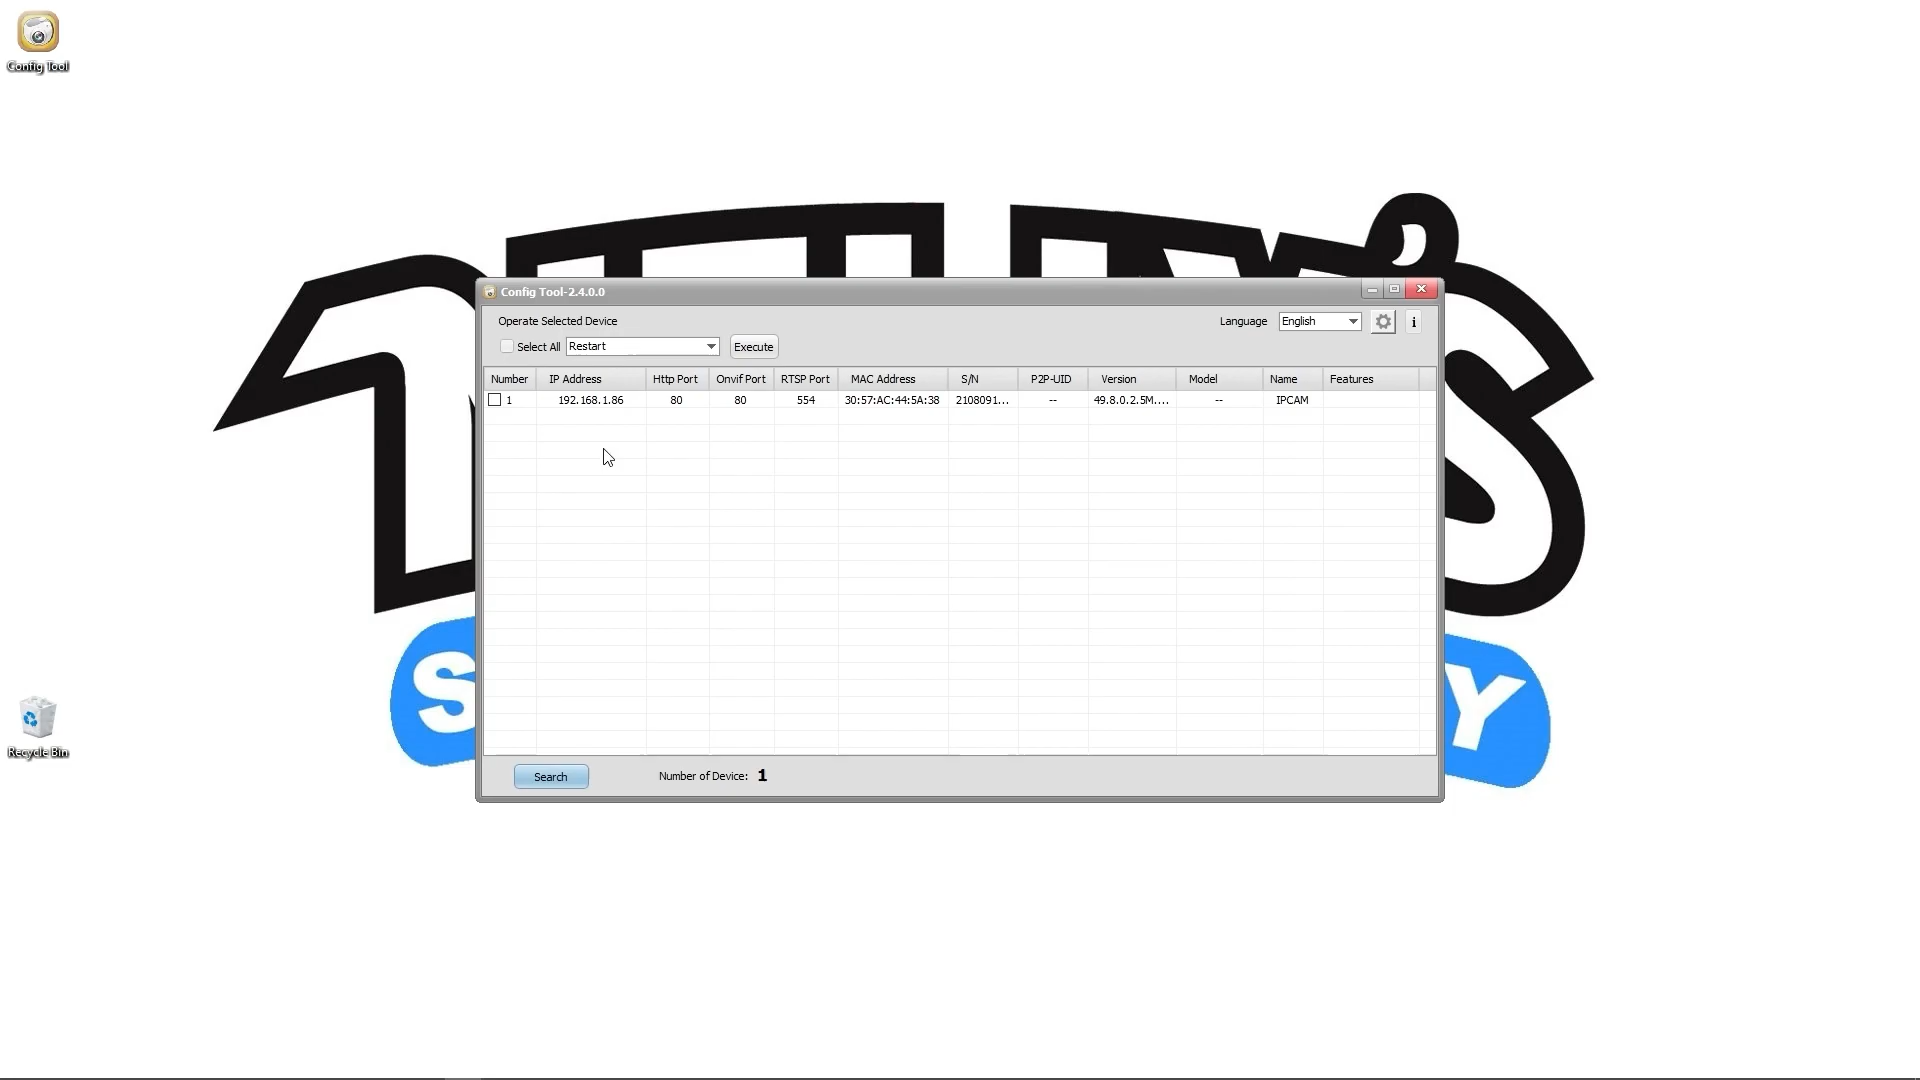 Config Tool
Config Tool-2.4.0.0
Operate Selected Device
Language English i
Select All Restart Execute
Number IP Address Http Port Onvif Port RTSP Port MAC Address S/N P2P-UID Version Model Name Features
1 192.168.1.86 80 80 554 30:57:AC:44:5A:38 2108091... -- 49.8.0.2.5M.... -- IPCAM
S Y
Recycle Bin
Search Number of Device: 1